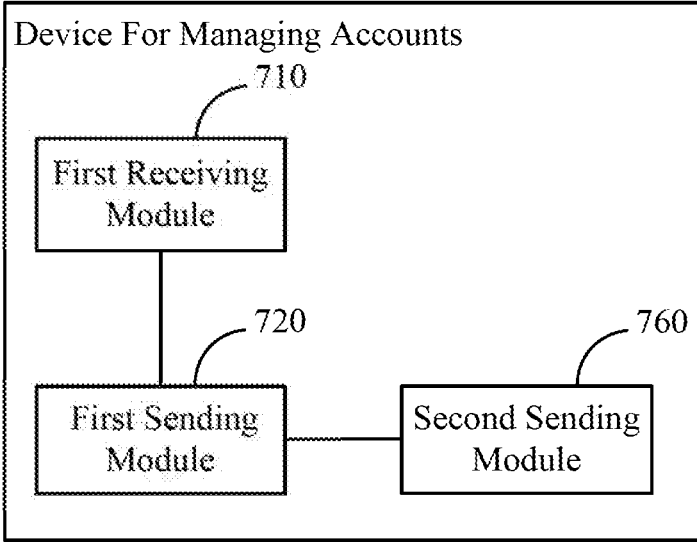 Device For Managing Accounts
710
First Receiving
Module
720
First Sending
Module
760
Second Sending
Module